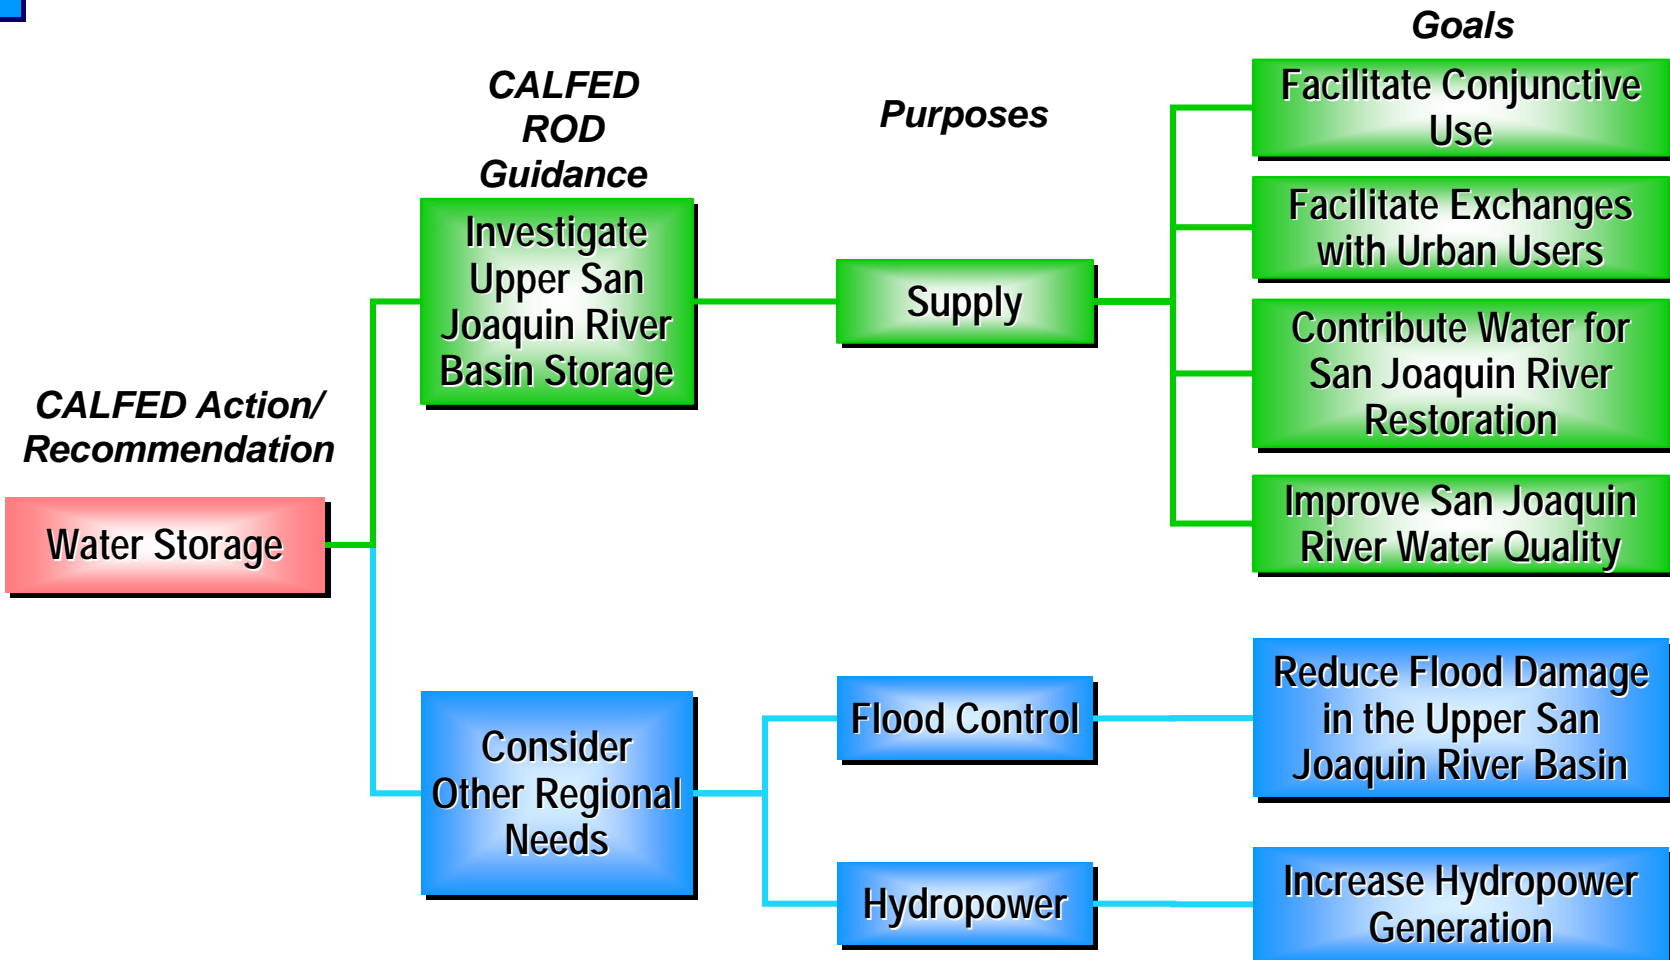 Goals
CALFED
ROD
Guidance
Purposes
Facilitate Conjunctive
Use
Facilitate Exchanges
with Urban Users
Investigate
Upper San
Joaquin River
Basin Storage
Supply
Contribute Water for
San Joaquin River
Restoration
CALFED Action/
Recommendation
Improve San Joaquin
River Water Quality
Water Storage
Consider
Other Regional
Needs
Flood Control
Reduce Flood Damage
in the Upper San
Joaquin River Basin
Hydropower
Increase Hydropower
Generation